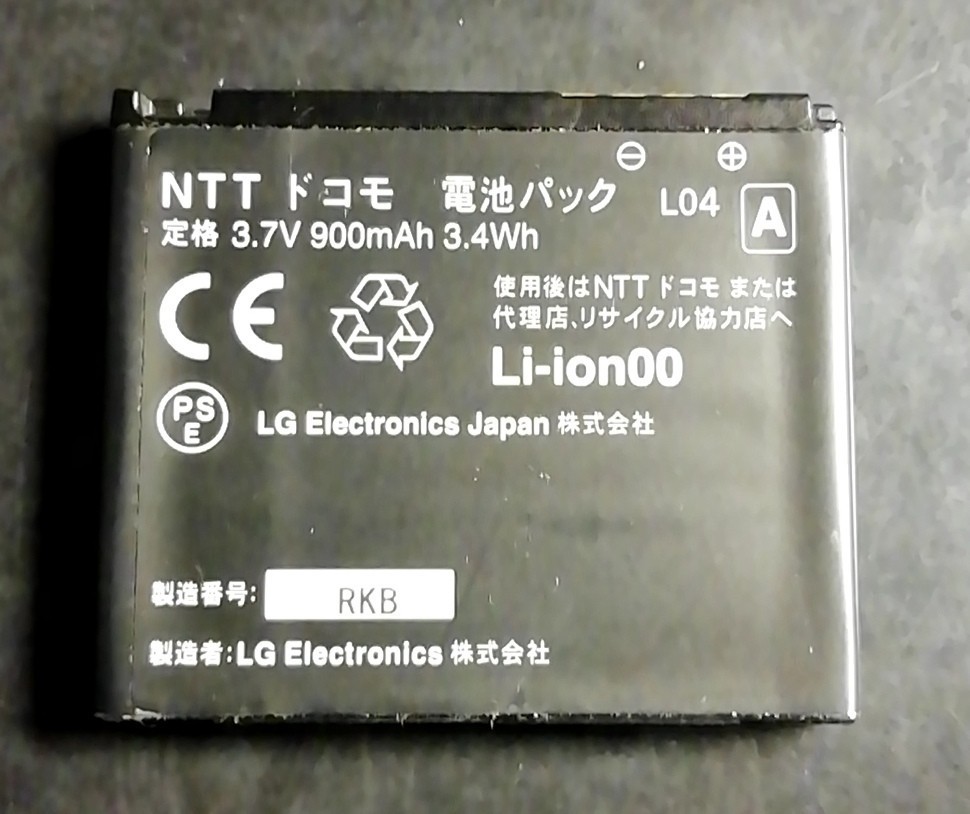 ⊖ ⊕
NTT ドコモ 電池パック L04 A
定格 3.7V 900mAh 3.4Wh
CE
使用後はNTT ドコモ または
代理店、リサイクル協力店へ
Li-ion00
PS
E
LG Electronics Japan 株式会社
製造番号: RKB
製造者:LG Electronics 株式会社